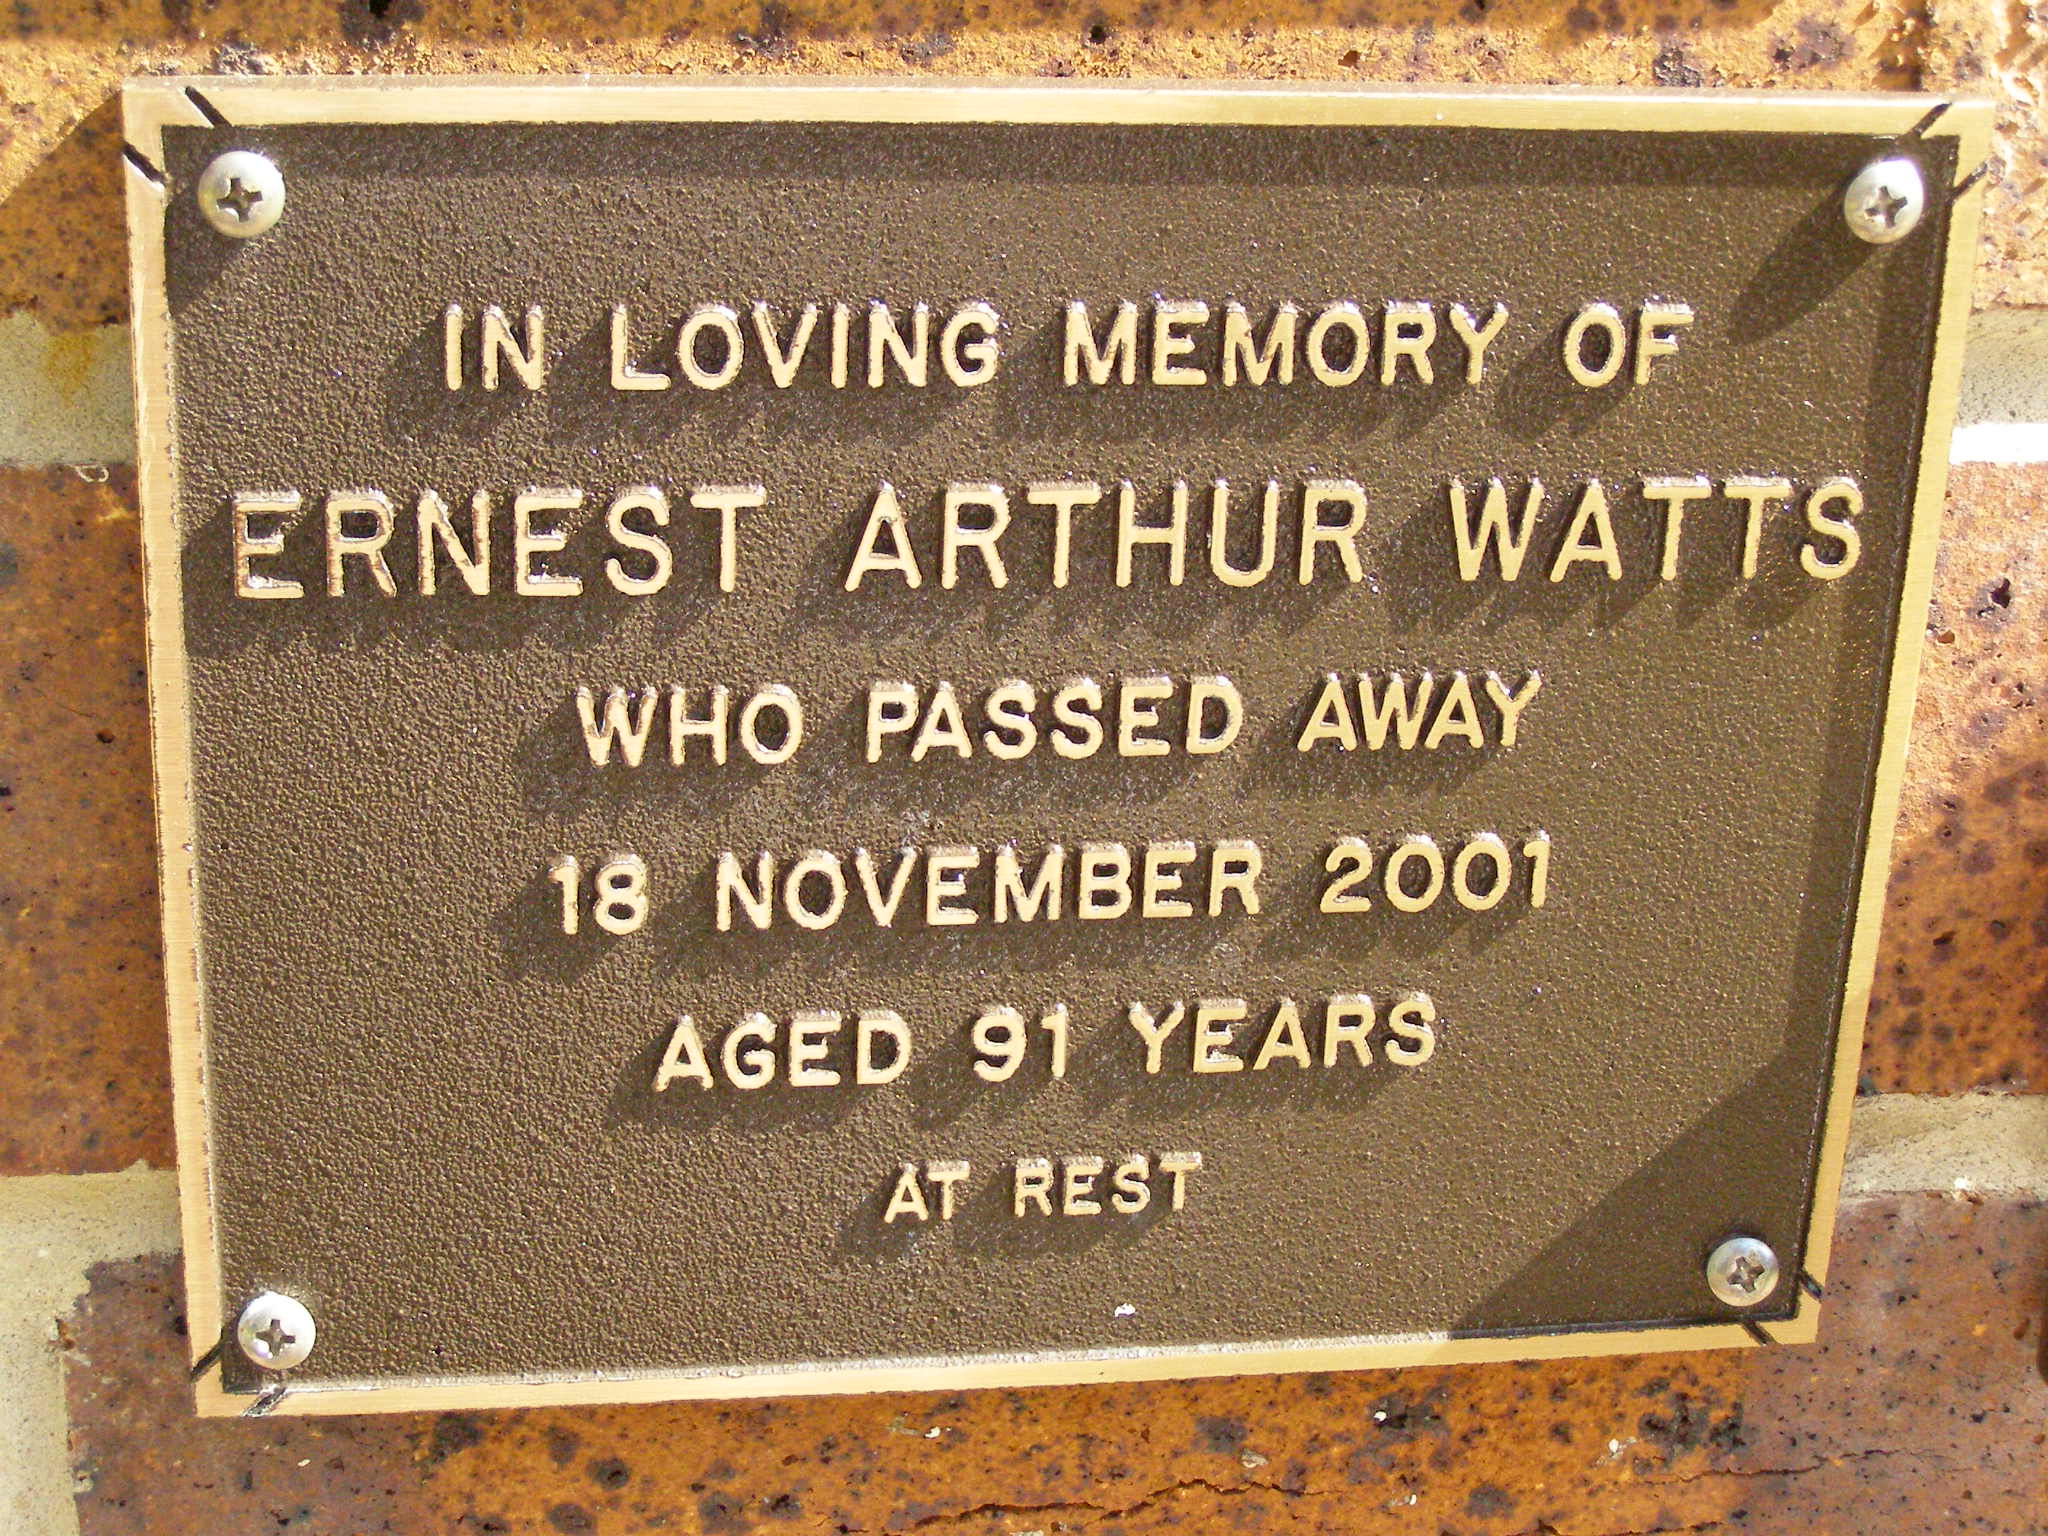 IN LOVING MEMORY OF
ERNEST ARTHUR WATTS
WHO PASSED AWAY
18 NOVEMBER 2001
AGED 91 YEARS
AT REST